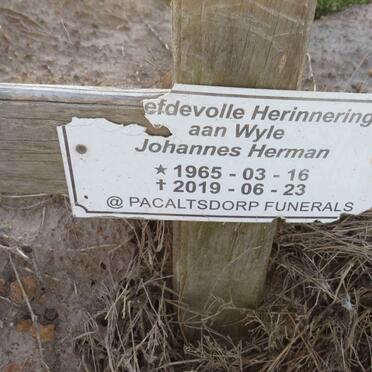 efdevolle Herinnering
aan Wyle
Johannes Herman
★ 1965 - 03 - 16
✝ 2019 - 06 - 23
@ PACALTSDORP FUNERALS